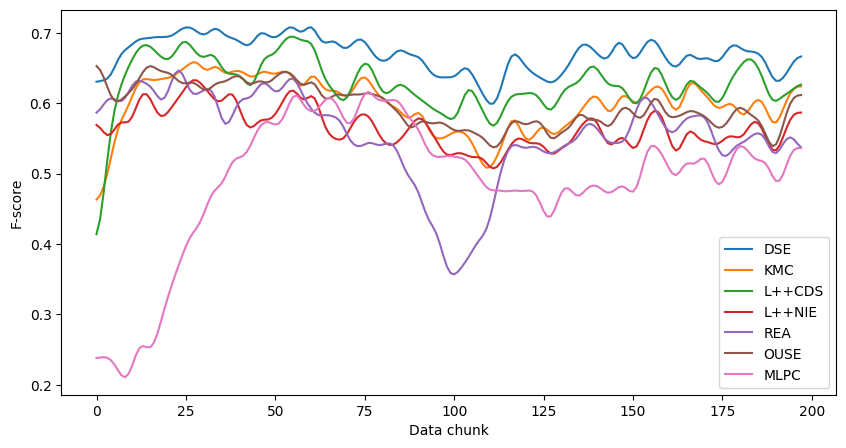 0.7
0.6
0.5
0.4
0.3
0.2
F-score
0 25 50 75 100 125 150 175 200
Data chunk
DSE
KMC
L++CDS
L++NIE
REA
OUSE
MLPC